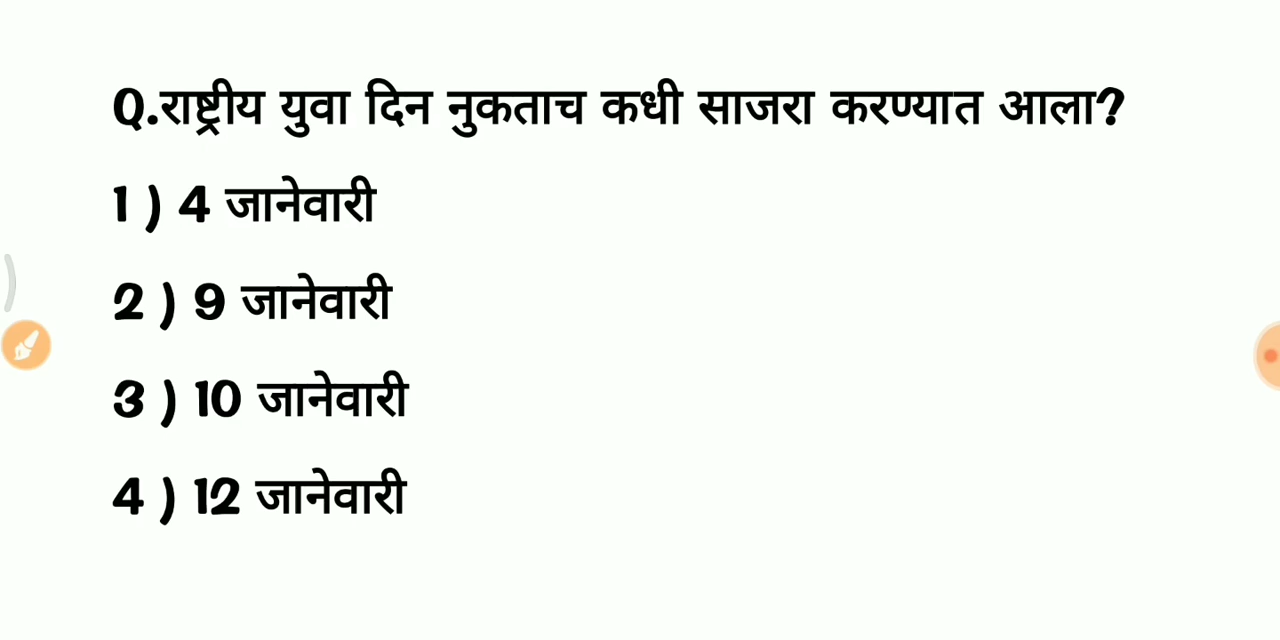 Q.राष्ट्रीय युवा दिन नुकताच कधी साजरा करण्यात आला?
1 ) 4 जानेवारी
2 ) 9 जानेवारी
3 ) 10 जानेवारी
4 ) 12 जानेवारी